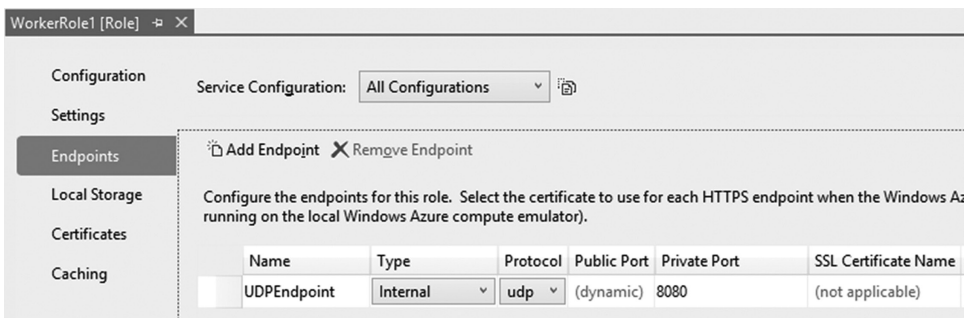 WorkerRole1 [Role]
Configuration
Settings
Endpoints
Local Storage
Certificates
Caching
Service Configuration: All Configurations
Add Endpoint Remove Endpoint
Configure the endpoints for this role. Select the certificate to use for each HTTPS endpoint when the Windows Az
running on the local Windows Azure compute emulator).
Name Type Protocol Public Port Private Port SSL Certificate Name
UDPEndpoint Internal udp (dynamic) 8080 (not applicable)